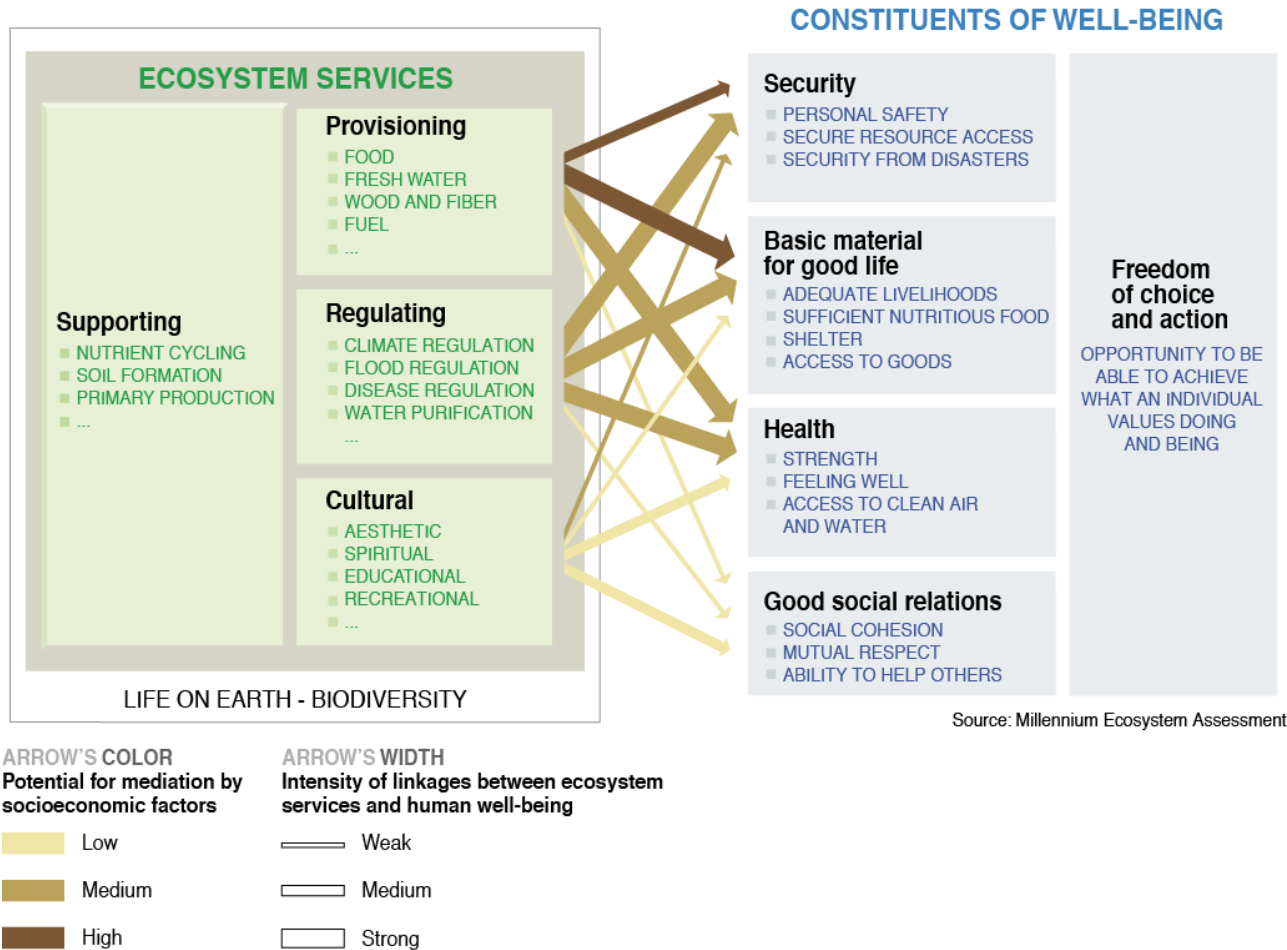 CONSTITUENTS OF WELL-BEING
ECOSYSTEM SERVICES
Supporting
NUTRIENT CYCLING
SOIL FORMATION
PRIMARY PRODUCTION
...
Provisioning
FOOD
FRESH WATER
WOOD AND FIBER
FUEL
...
Regulating
CLIMATE REGULATION
FLOOD REGULATION
DISEASE REGULATION
WATER PURIFICATION
...
Cultural
AESTHETIC
SPIRITUAL
EDUCATIONAL
RECREATIONAL
...
LIFE ON EARTH - BIODIVERSITY
Security
PERSONAL SAFETY
SECURE RESOURCE ACCESS
SECURITY FROM DISASTERS
Basic material
for good life
ADEQUATE LIVELIHOODS
SUFFICIENT NUTRITIOUS FOOD
SHELTER
ACCESS TO GOODS
Health
STRENGTH
FEELING WELL
ACCESS TO CLEAN AIR
AND WATER
Good social relations
SOCIAL COHESION
MUTUAL RESPECT
ABILITY TO HELP OTHERS
Freedom
of choice
and action
OPPORTUNITY TO BE
ABLE TO ACHIEVE
WHAT AN INDIVIDUAL
VALUES DOING
AND BEING
Source: Millennium Ecosystem Assessment
ARROW'S COLOR
Potential for mediation by
socioeconomic factors
Low
Medium
High
ARROW'S WIDTH
Intensity of linkages between ecosystem
services and human well-being
Weak
Medium
Strong